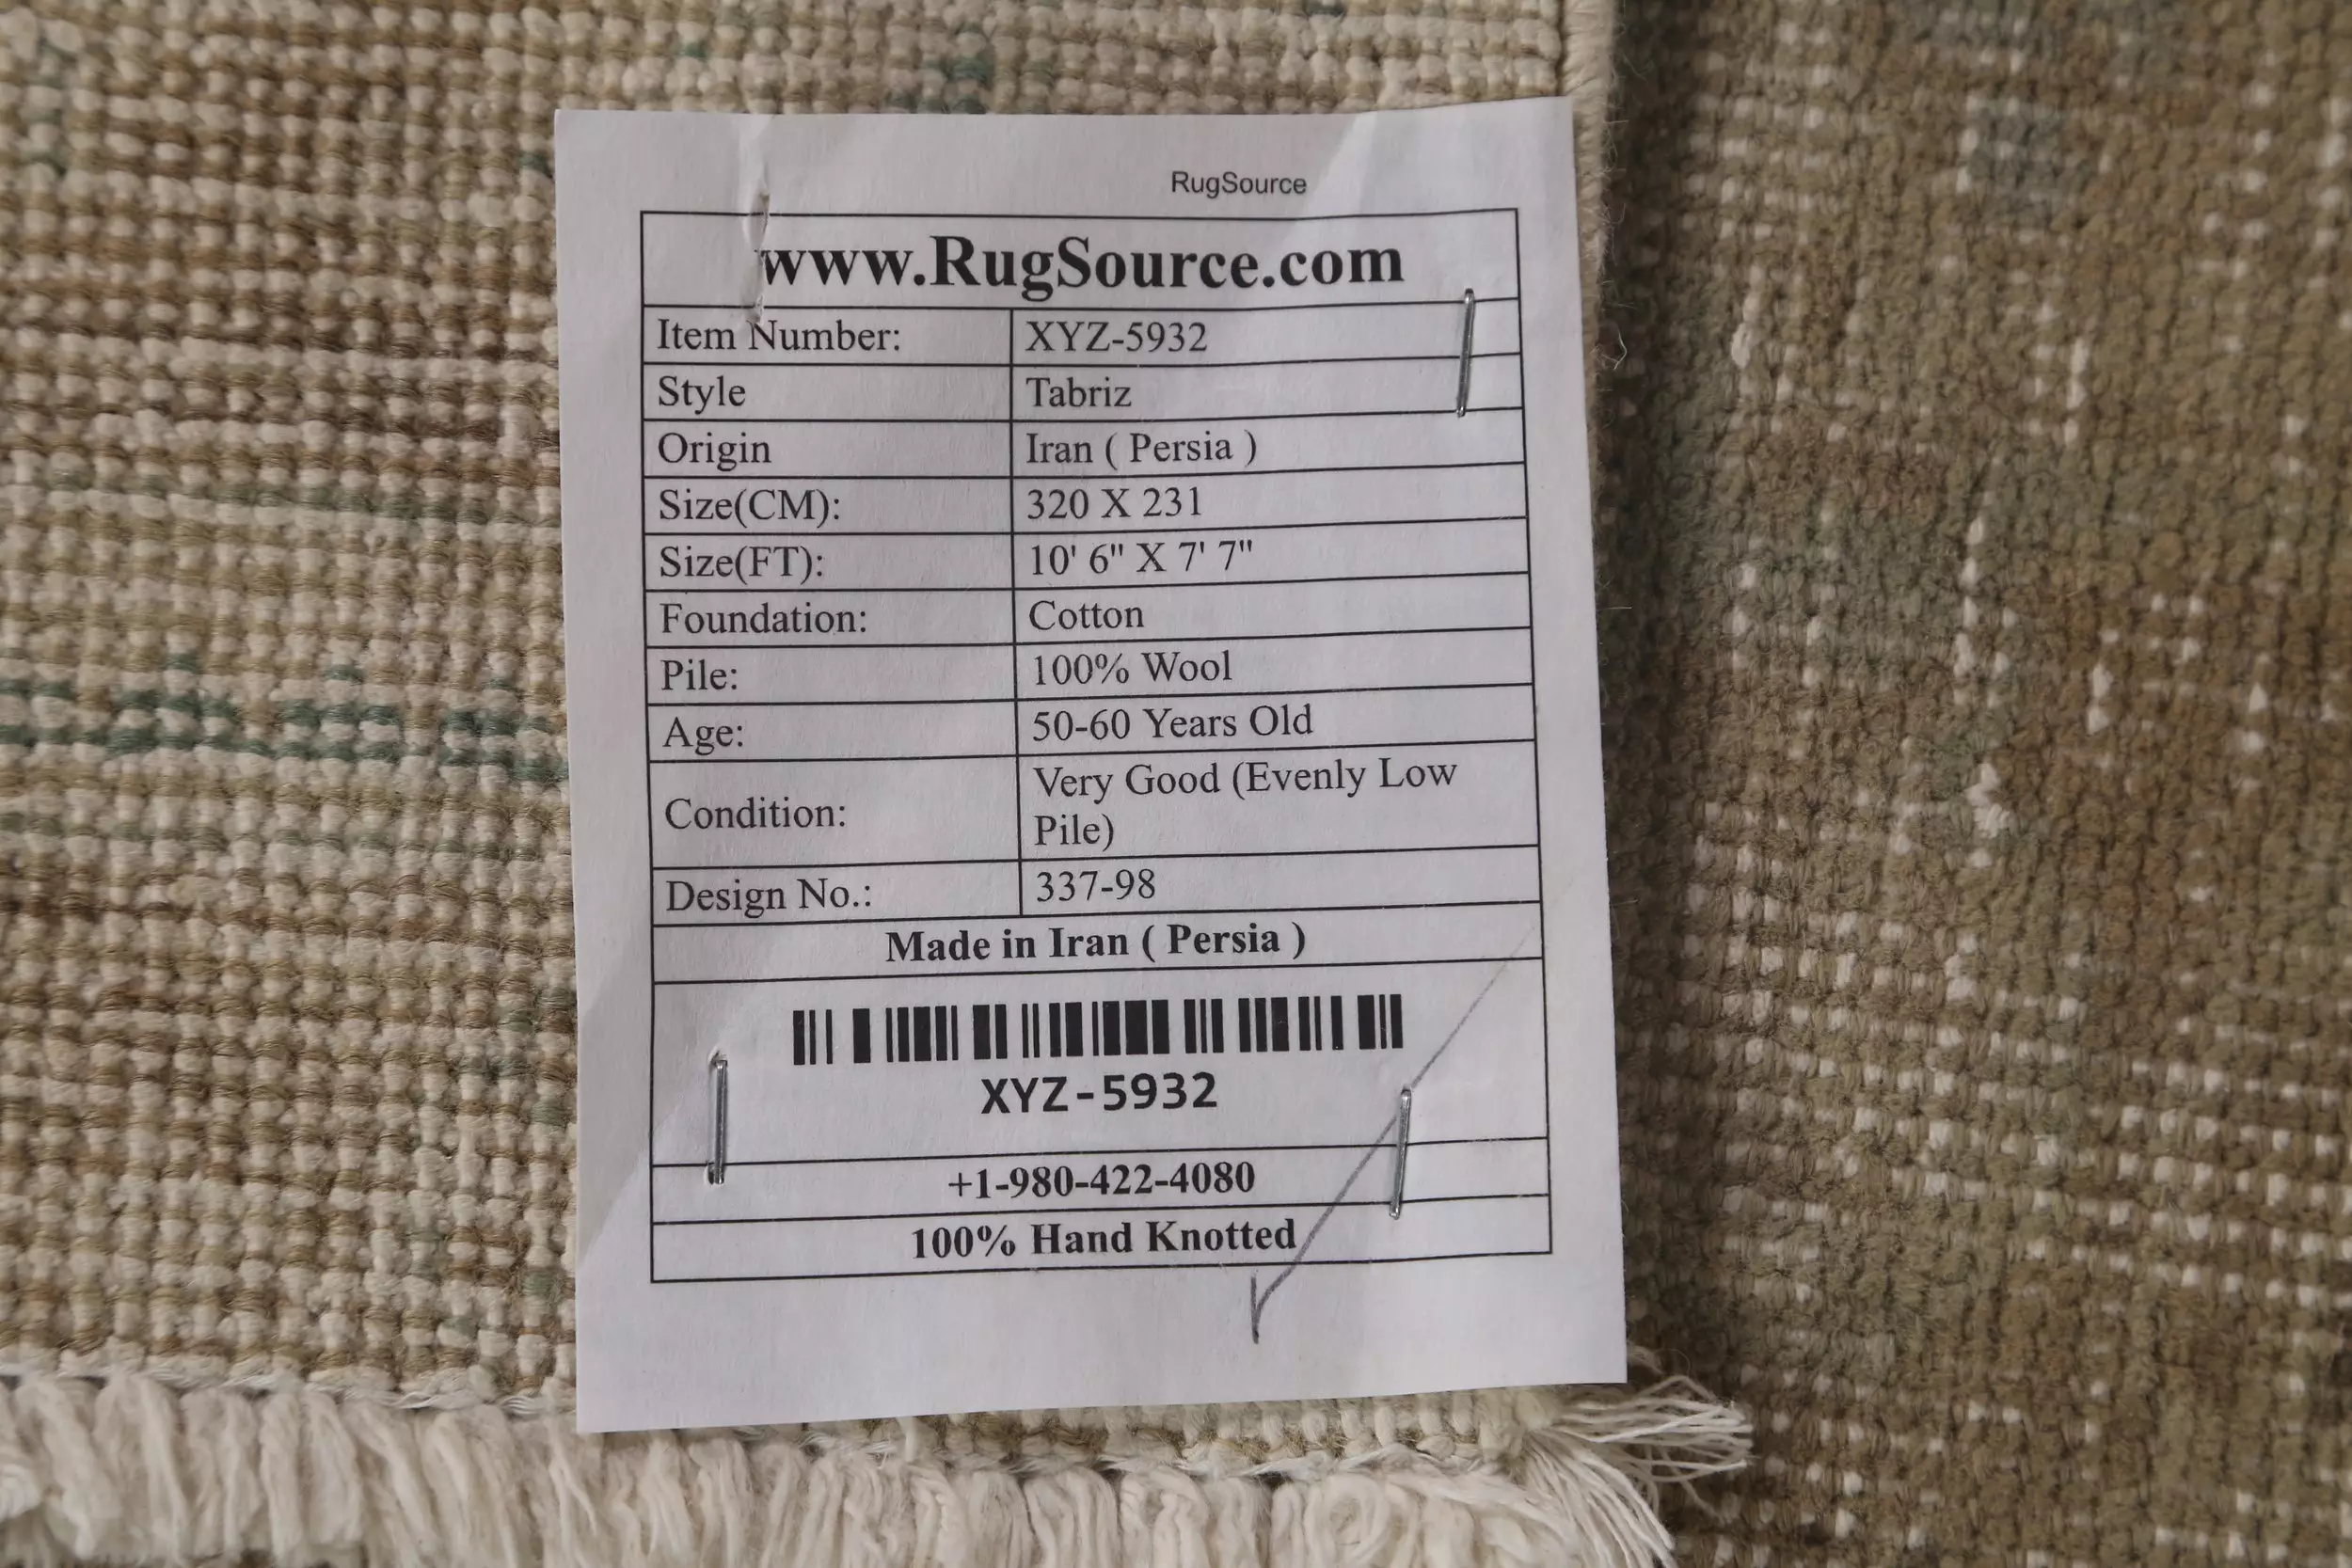 RugSource
www.RugSource.com
Item Number: XYZ-5932
Style Tabriz
Origin Iran ( Persia )
Size(CM): 320 X 231
Size(FT): 10' 6" X 7' 7"
Foundation: Cotton
Pile: 100% Wool
Age: 50-60 Years Old
Condition: Very Good (Evenly Low
Pile)
Design No.: 337-98
Made in Iran ( Persia )
XYZ-5932
+1-980-422-4080
100% Hand Knotted